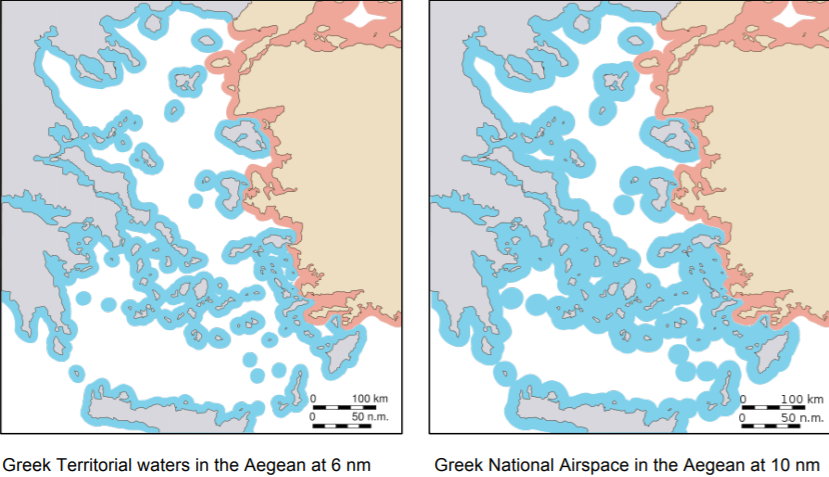 0 100 km
0 50 n.m.
0 100 km
0 50 n.m.
Greek Territorial waters in the Aegean at 6 nm
Greek National Airspace in the Aegean at 10 nm